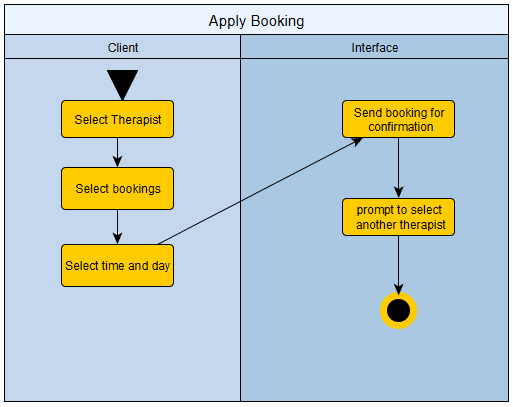 Apply Booking
Client
Interface
Select Therapist
Select bookings
Select time and day
Send booking for
confirmation
prompt to select
another therapist